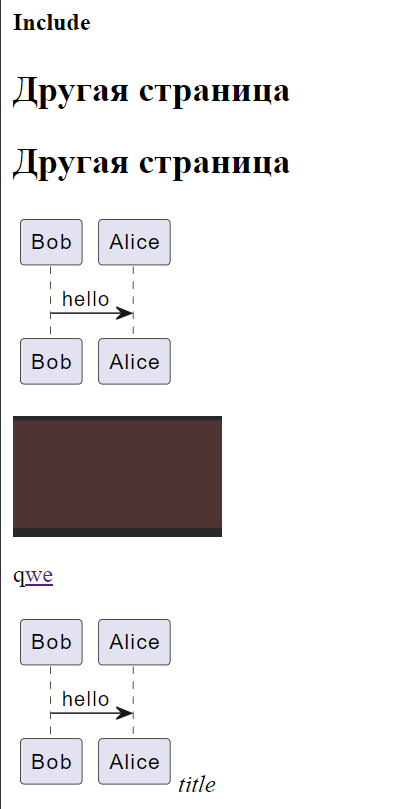 Include
Другая страница
Другая страница
Bob Alice
hello
Bob Alice
qwe
Bob Alice
hello
Bob Alice title